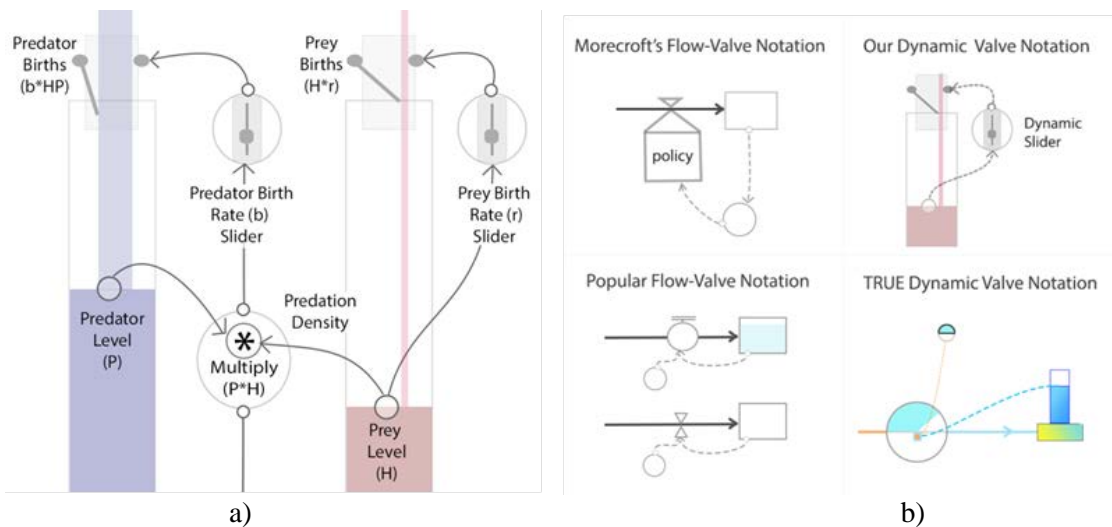 Predator
Births
(b*HP)
Prey
Births
(H*r)
Predator Birth
Rate (b)
Slider
Prey Birth
Rate (r)
Slider
Predation
Density
Predator
Level
(P)
*
Multiply
(P*H)
Prey
Level
(H)
a)
Morecroft's Flow-Valve Notation
policy
Our Dynamic Valve Notation
Dynamic
Slider
Popular Flow-Valve Notation
TRUE Dynamic Valve Notation
b)